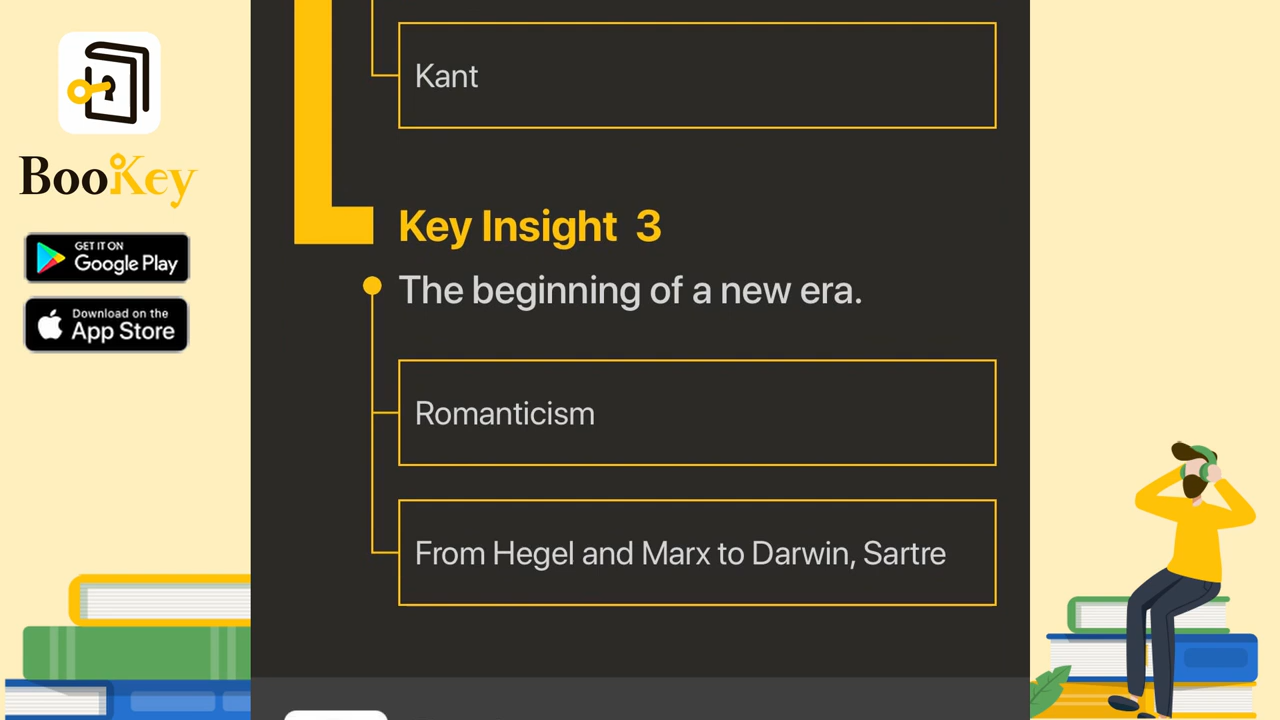 BooKey
GET IT ON
Google Play
Download on the
App Store
Kant
Key Insight 3
The beginning of a new era.
Romanticism
From Hegel and Marx to Darwin, Sartre